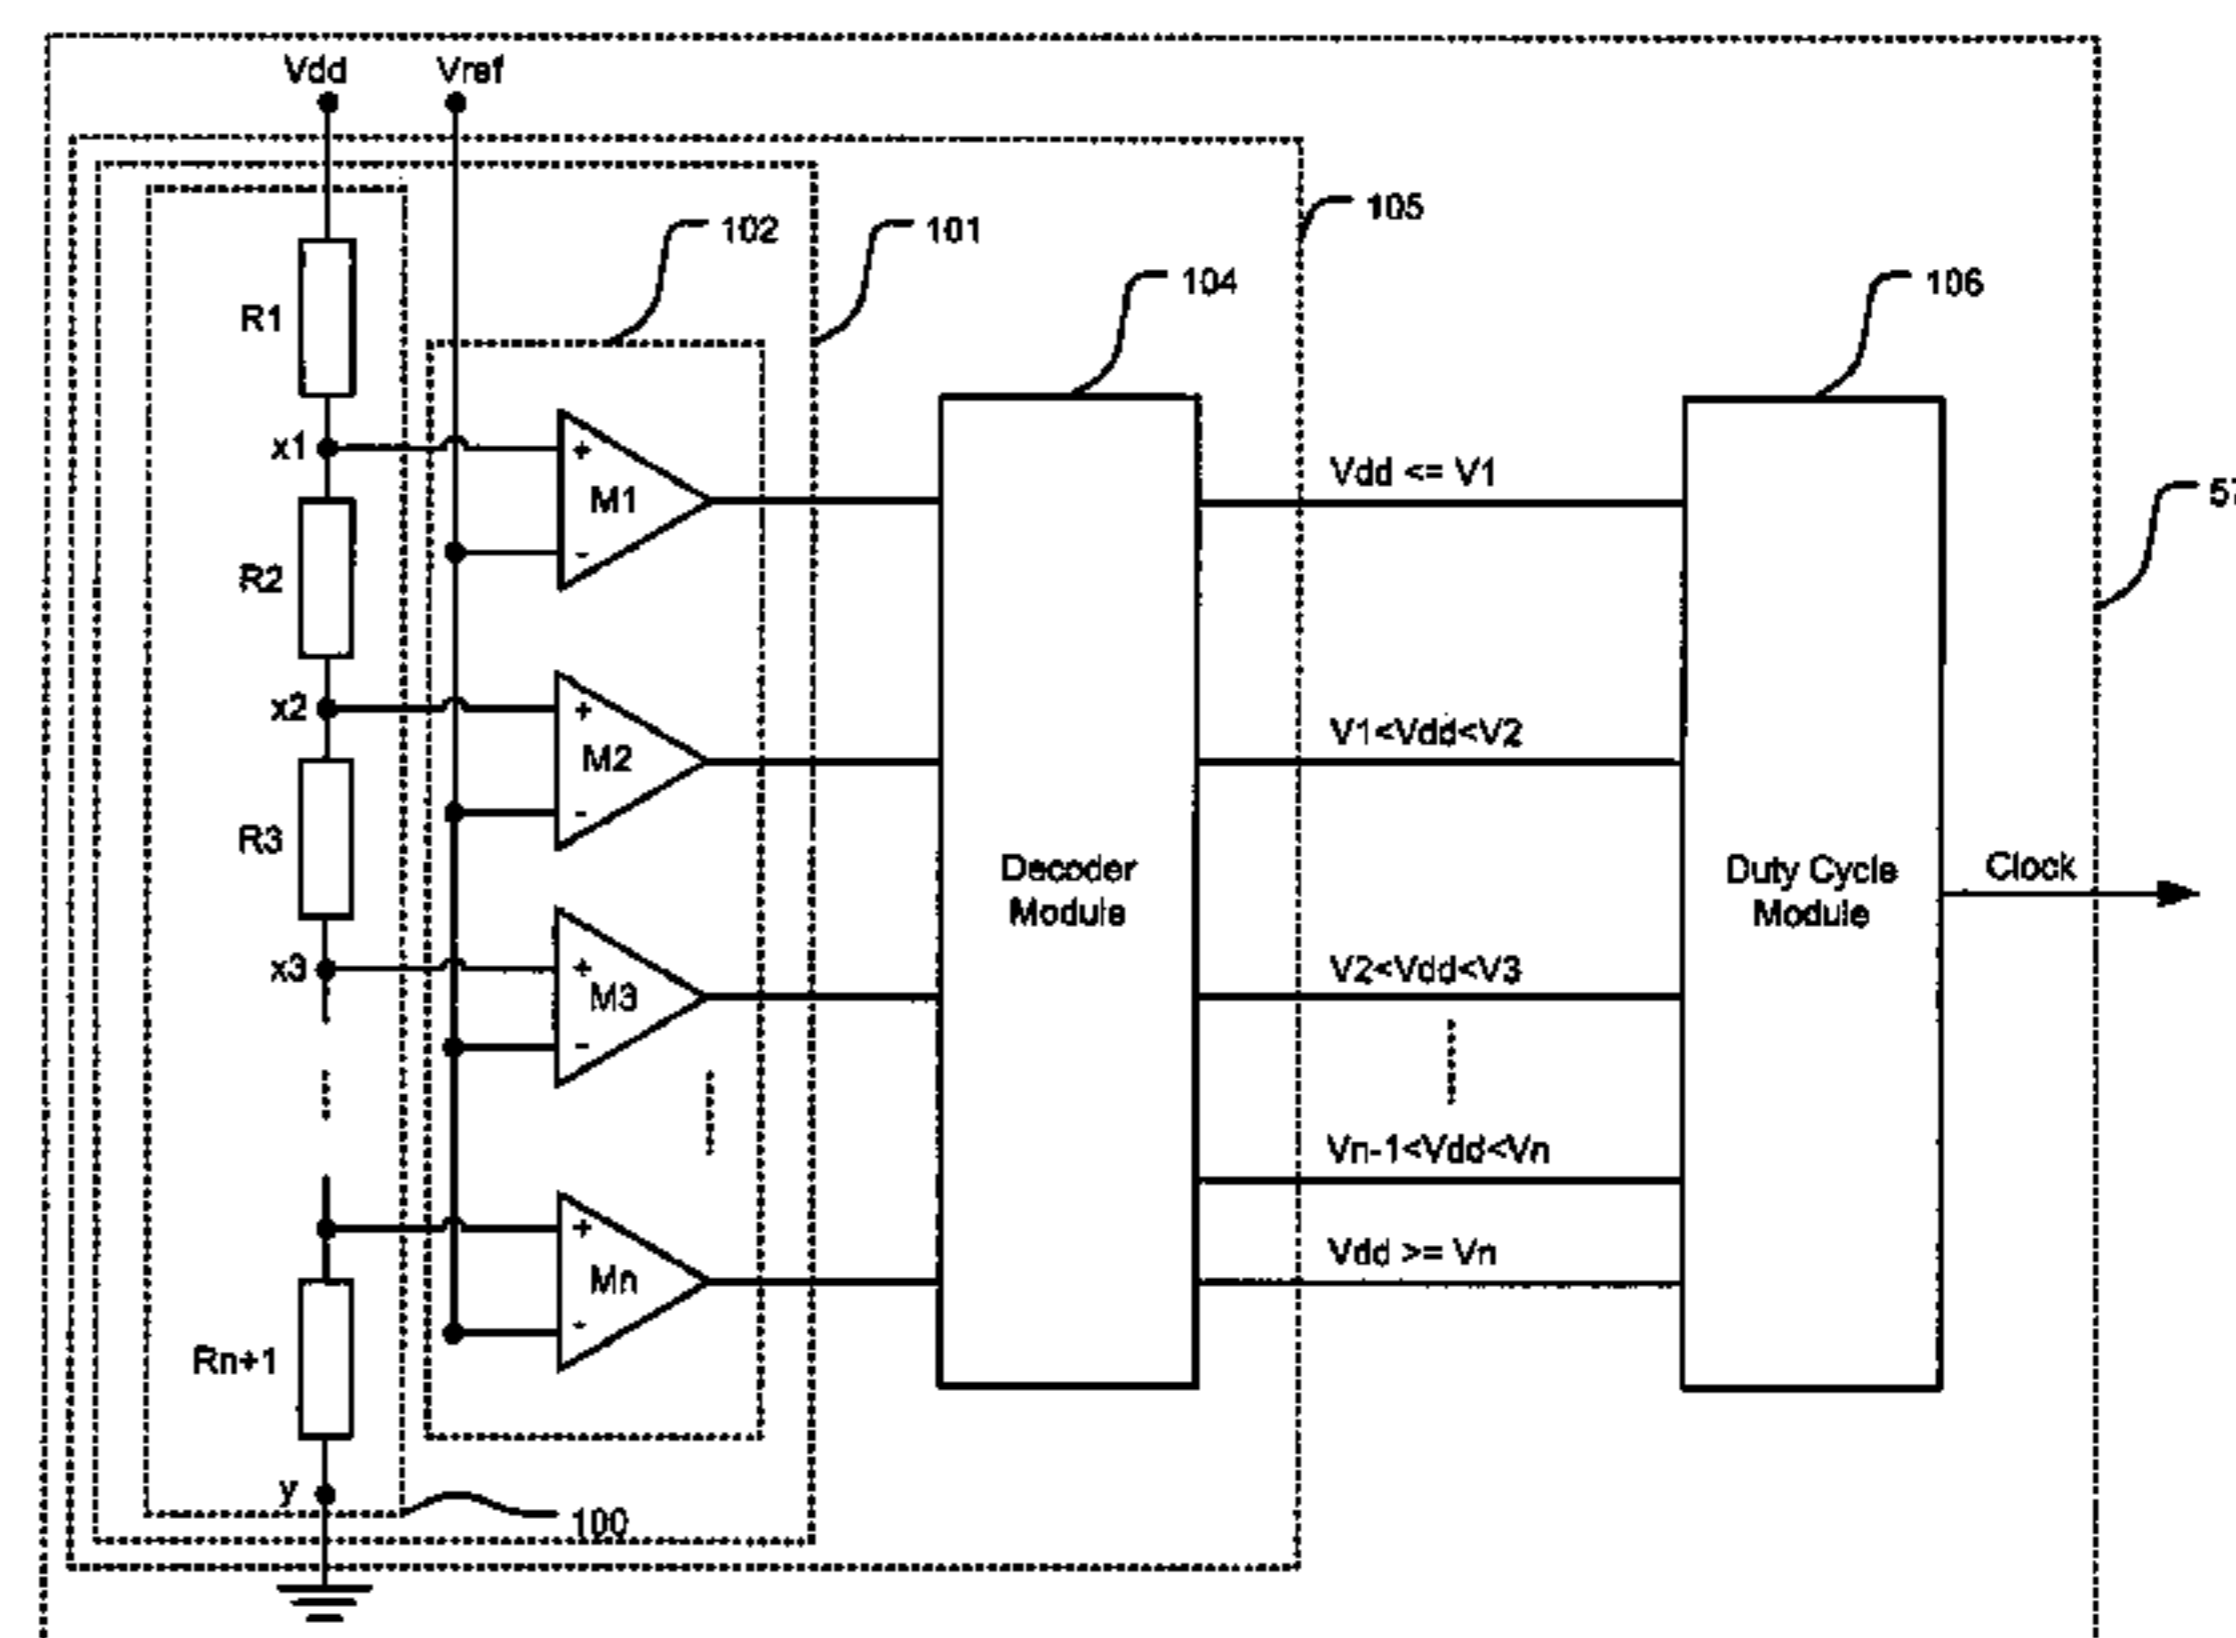 Vdd
Vref
105
102
101
104
106
R1
x1
+
M1
-
Vdd <= V1
57
R2
x2
+
M2
-
V1<Vdd<V2
R3
Decoder
Module
Duty Cycle
Module
Clock
x3
+
M3
-
V2<Vdd<V3
Vn-1<Vdd<Vn
+
Mn
-
Vdd >= Vn
Rn+1
y
100